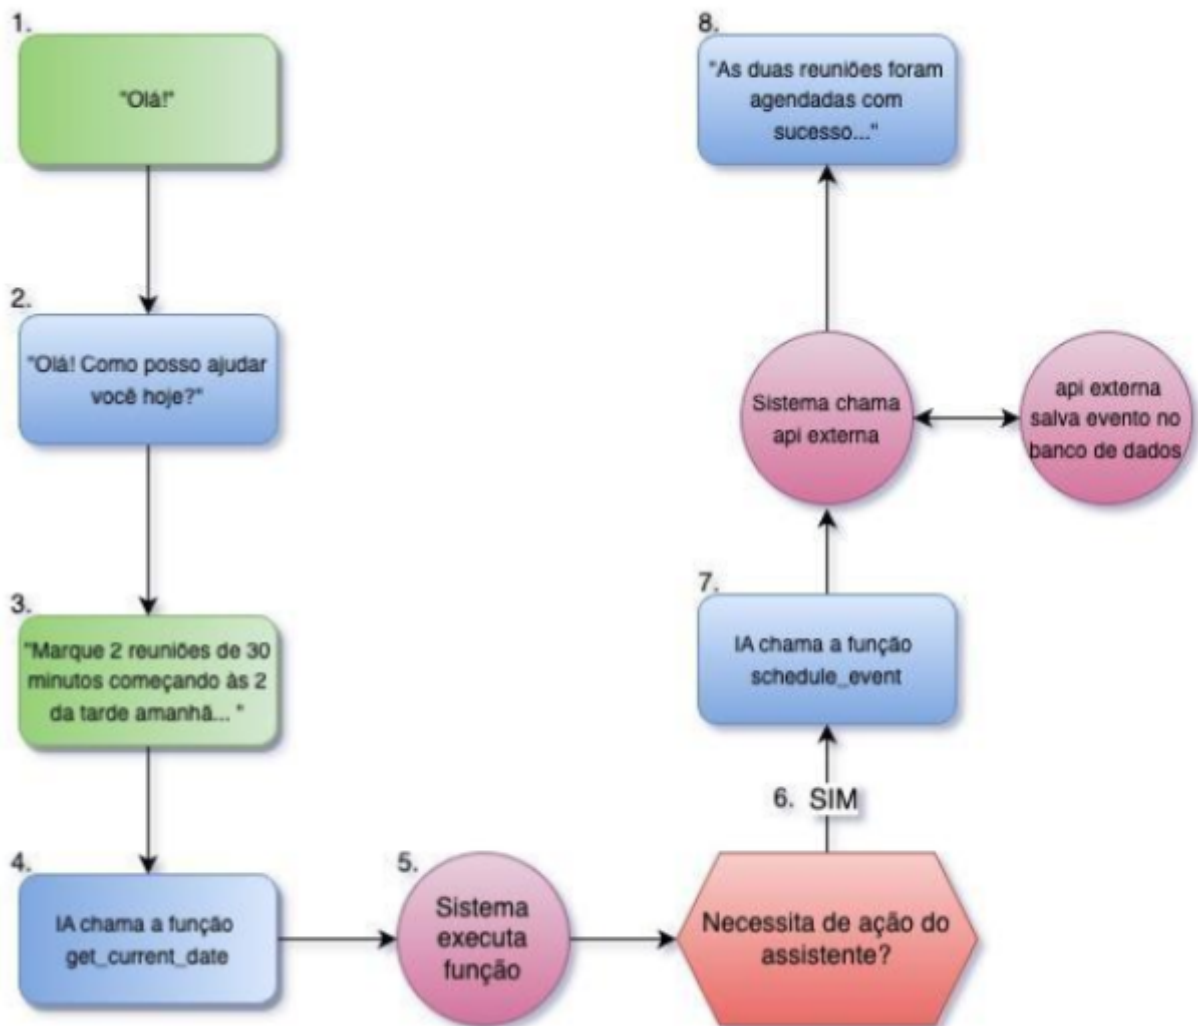 1.
"Olá!"
2.
"Olá! Como posso ajudar
você hoje?"
3.
"Marque 2 reuniões de 30
minutos começando às 2
da tarde amanhã... "
4.
IA chama a função
get_current_date
5.
Sistema
executa
função
Necessita de ação do
assistente?
6. SIM
7.
IA chama a função
schedule_event
Sistema chama
api externa
api externa
salva evento no
banco de dados
8.
"As duas reuniões foram
agendadas com
sucesso..."